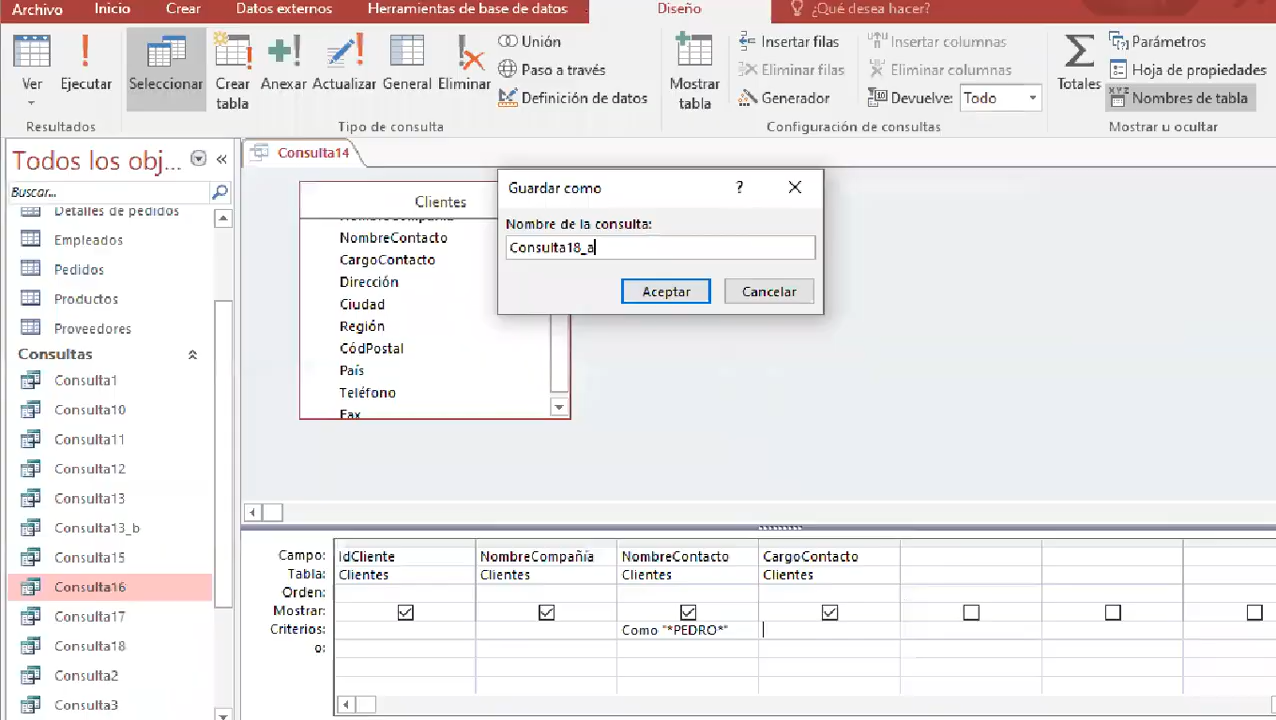 Archivo Inicio Crear Datos externos Herramientas de base de datos Diseño ¿Qué desea hacer?
Ver
Ejecutar
Seleccionar
Crear tabla
Anexar
Actualizar
General
Eliminar
Unión
Paso a través
Definición de datos
Mostrar tabla
Insertar filas
Eliminar filas
Generador
Insertar columnas
Eliminar columnas
Devuelve: Todo
Totales
Parámetros
Hoja de propiedades
Nombres de tabla
Resultados Tipo de consulta Configuración de consultas Mostrar u ocultar
Todos los obj... «
Buscar...
Detalles de pedidos
Empleados
Pedidos
Productos
Proveedores
Consultas
Consulta1
Consulta10
Consulta11
Consulta12
Consulta13
Consulta13_b
Consulta15
Consulta16
Consulta17
Consulta18
Consulta2
Consulta3
Consulta14
Clientes
NombreCompañía
NombreContacto
CargoContacto
Dirección
Ciudad
Región
CódPostal
País
Teléfono
Fax
Guardar como ?
Nombre de la consulta:
Consulta18_a
Aceptar Cancelar
Campo: IdCliente NombreCompañía NombreContacto CargoContacto
Tabla: Clientes Clientes Clientes Clientes
Orden:
Mostrar:
Criterios: Como "*PEDRO*"
o: